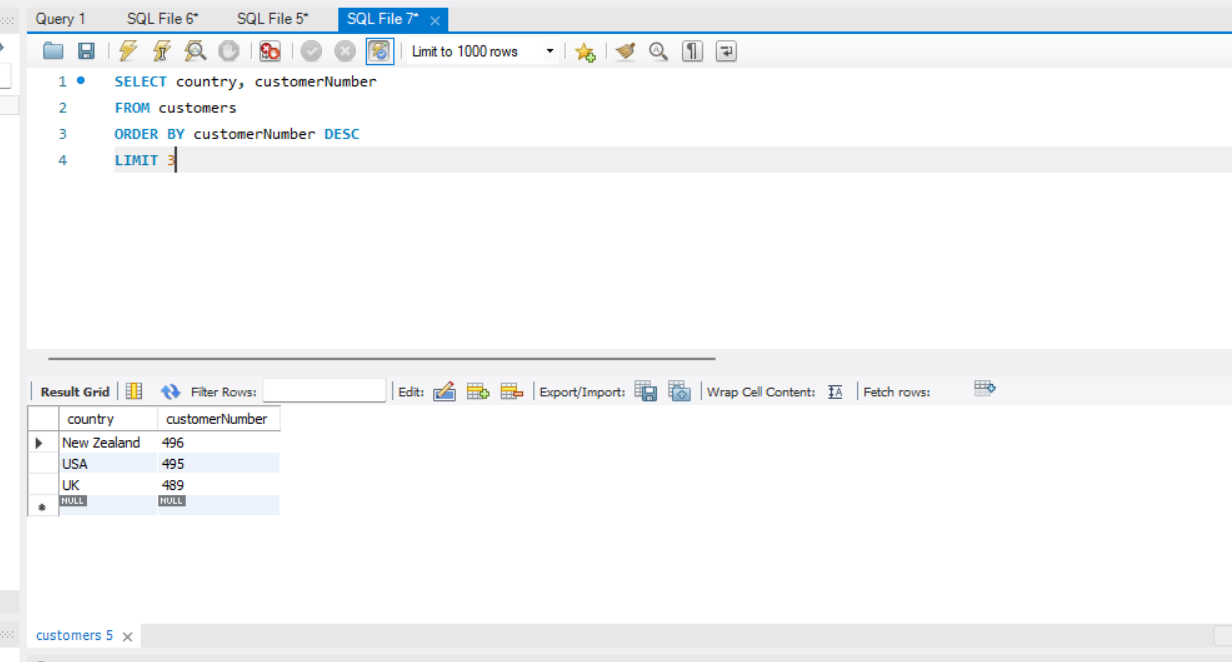 Query 1 SQL File 6* SQL File 5* SQL File 7*
Limit to 1000 rows
1 SELECT country, customerNumber
2 FROM customers
3 ORDER BY customerNumber DESC
4 LIMIT 3
Result Grid Filter Rows: Edit: Export/Import: Wrap Cell Content: Fetch rows:
country customerNumber
New Zealand 496
USA 495
UK 489
NULL NULL
customers 5